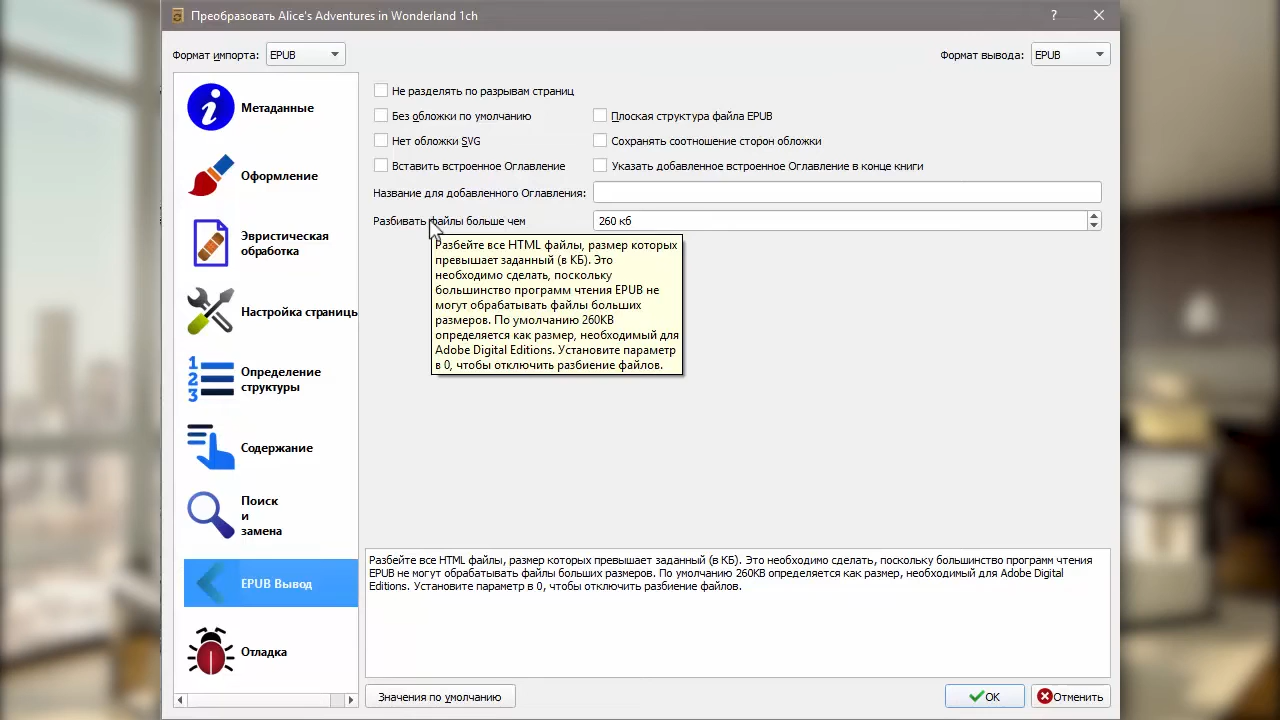 Преобразовать Alice's Adventures in Wonderland 1ch
?
Формат импорта: EPUB
Формат вывода: EPUB
Метаданные
Оформление
Эвристическая
обработка
Настройка страницы
1
2
3
Определение
структуры
Содержание
Поиск
и
замена
EPUB Вывод
Отладка
Не разделять по разрывам страниц
Без обложки по умолчанию
Плоская структура файла EPUB
Нет обложки SVG
Сохранять соотношение сторон обложки
Вставить встроенное Оглавление
Указать добавленное встроенное Оглавление в конце книги
Название для добавленного Оглавления:
Разбивать файлы больше чем
260 кб
Разбейте все HTML файлы, размер которых
превышает заданный (в КБ). Это
необходимо сделать, поскольку
большинство программ чтения EPUB не
могут обрабатывать файлы больших
размеров. По умолчанию 260KB
определяется как размер, необходимый для
Adobe Digital Editions. Установите параметр
в 0, чтобы отключить разбиение файлов.
Разбейте все HTML файлы, размер которых превышает заданный (в КБ). Это необходимо сделать, поскольку большинство программ чтения
EPUB не могут обрабатывать файлы больших размеров. По умолчанию 260KB определяется как размер, необходимый для Adobe Digital
Editions. Установите параметр в 0, чтобы отключить разбиение файлов.
Значения по умолчанию
OK
Отменить